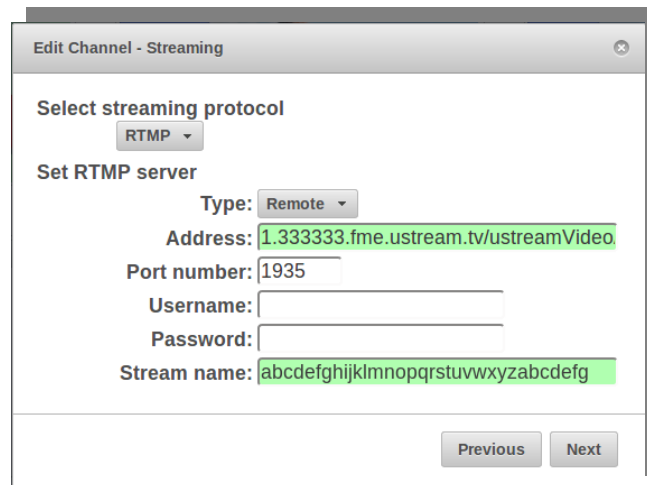 Edit Channel - Streaming
Select streaming protocol
RTMP
Set RTMP server
Type: Remote
Address: 1.333333.fme.ustream.tv/ustreamVideo
Port number: 1935
Username:
Password:
Stream name: abcdefghijklmnopqrstuvwxyzabcdefg
Previous Next